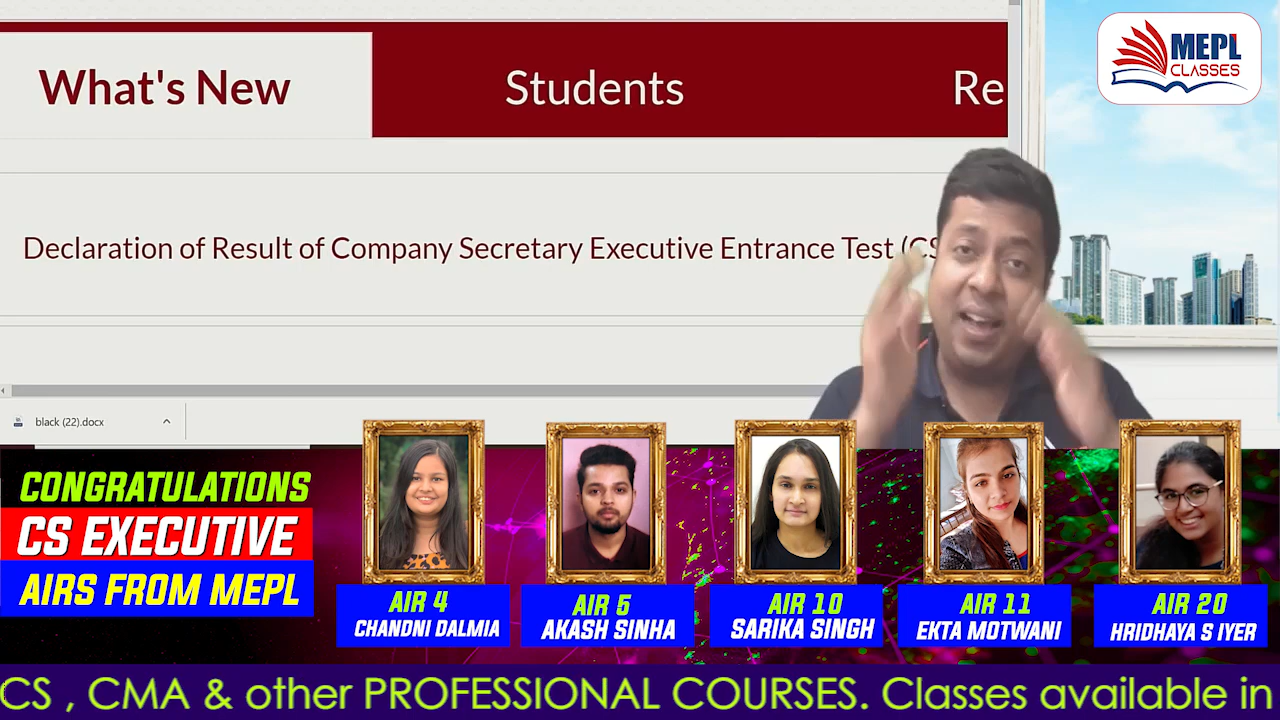 What's New
Students
Re
MEPL
CLASSES
Declaration of Result of Company Secretary Executive Entrance Test (CS
black (22).docx
CONGRATULATIONS
CS EXECUTIVE
AIRS FROM MEPL
AIR 4
CHANDNI DALMIA
AIR 5
AKASH SINHA
AIR 10
SARIKA SINGH
AIR 11
EKTA MOTWANI
AIR 20
HRIDHAYA S IYER
CS , CMA & other PROFESSIONAL COURSES. Classes available in